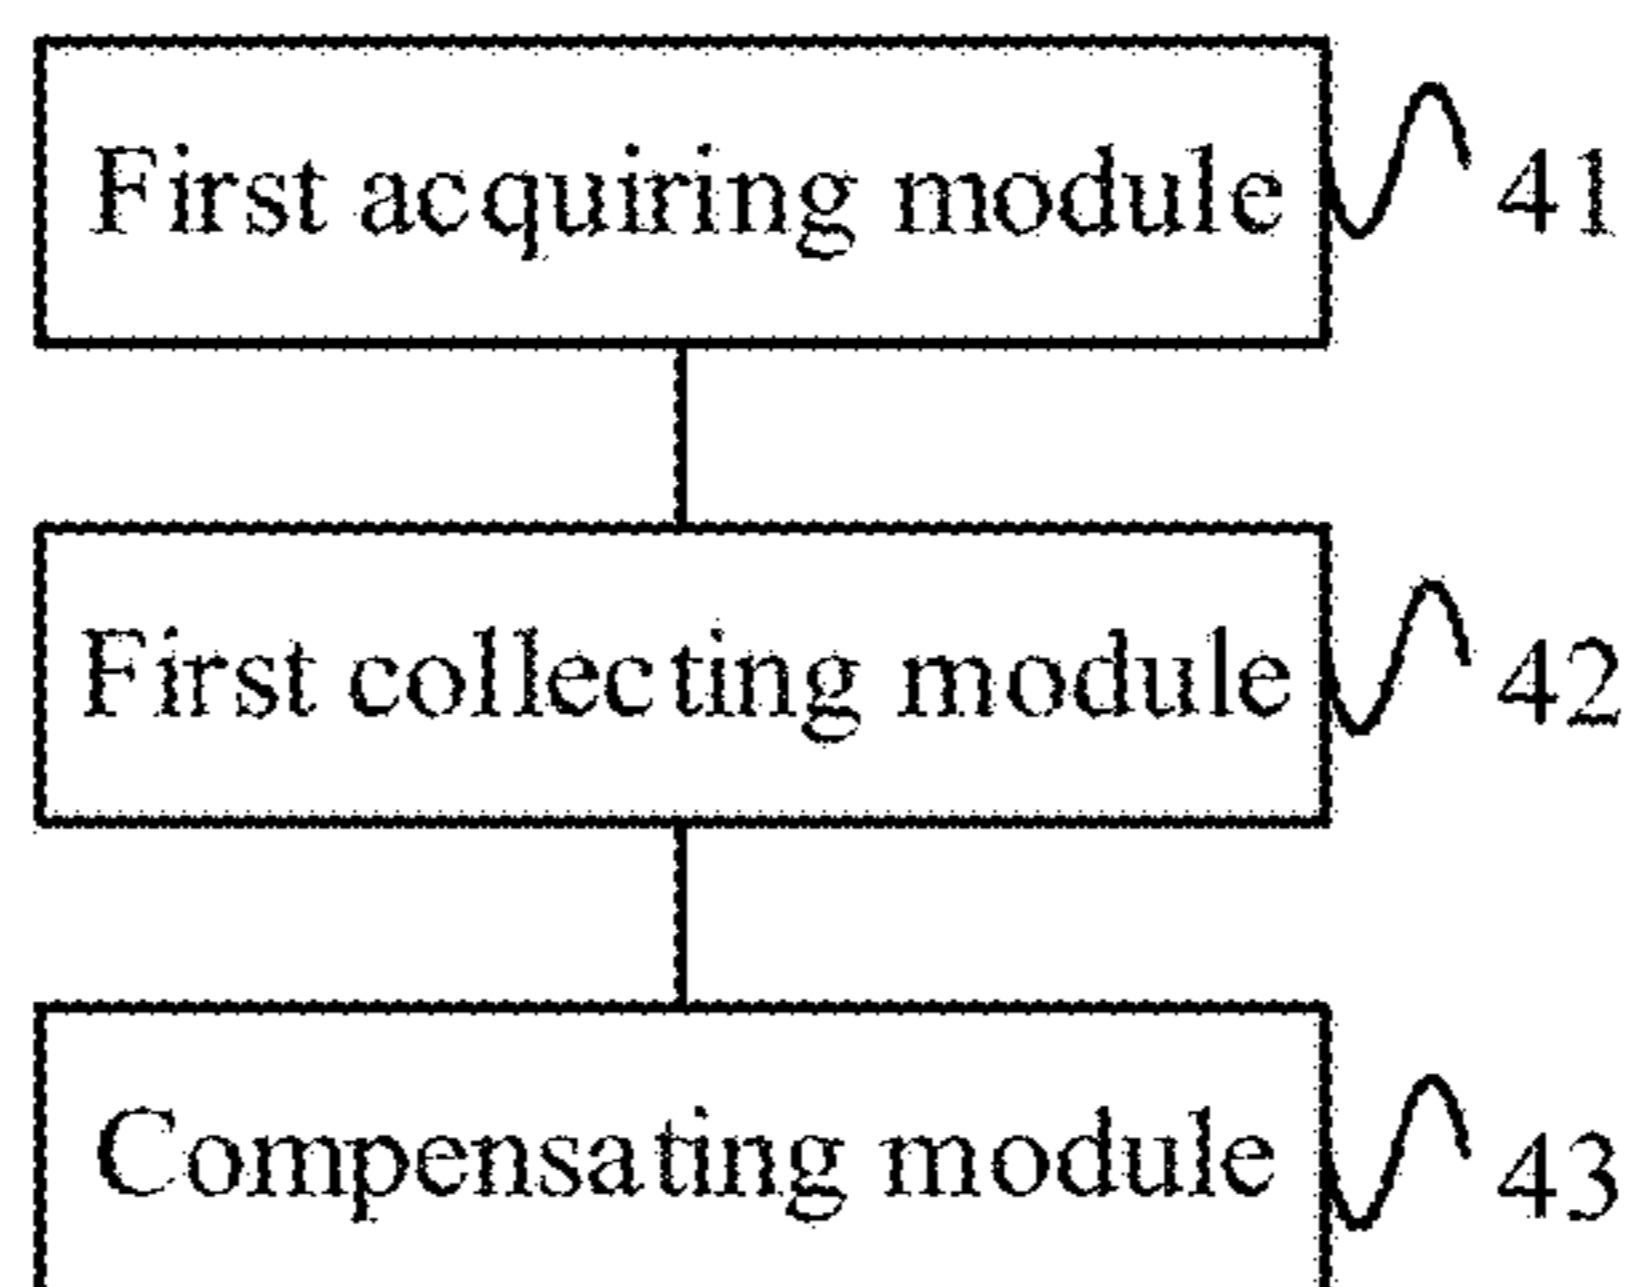 First acquiring module 41
First collecting module 42
Compensating module 43